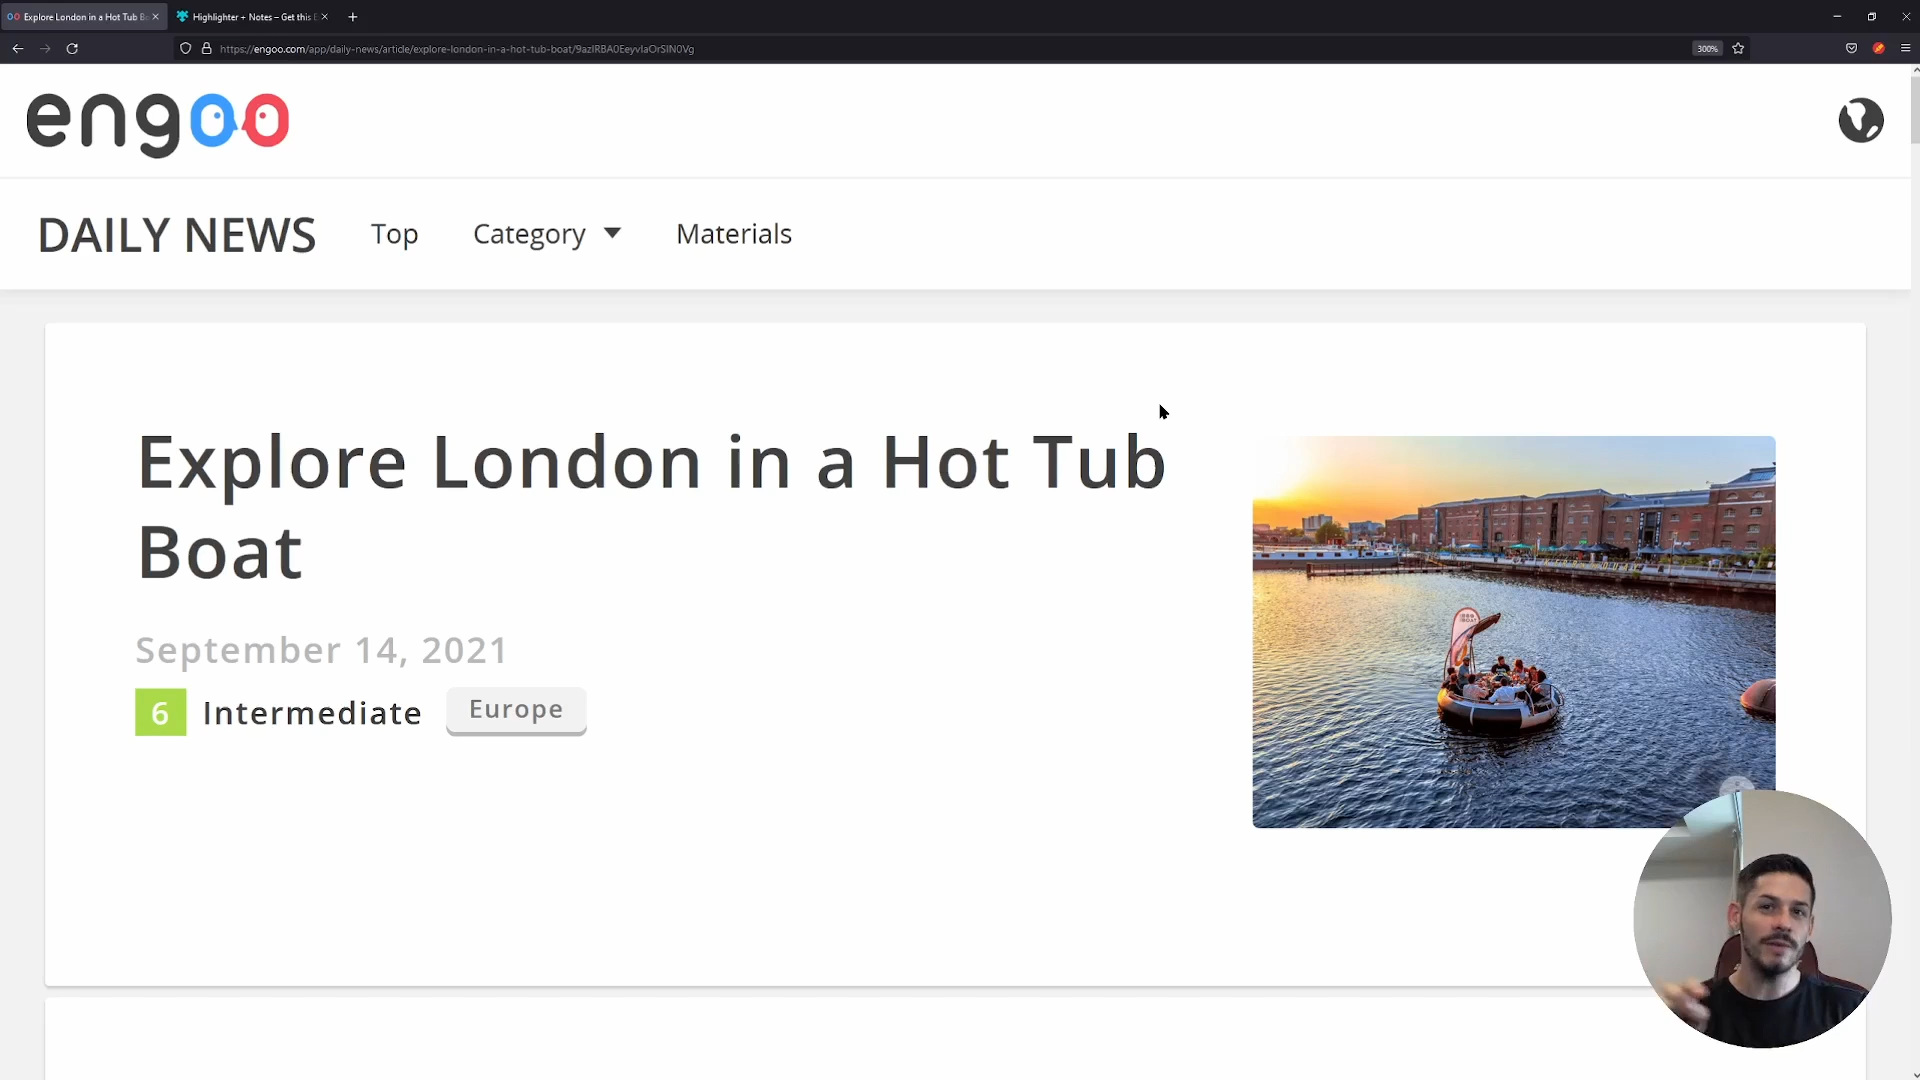 Explore London in a Hot Tub B
Highlighter + Notes – Get this E
https://engoo.com/app/daily-news/article/explore-london-in-a-hot-tub-boat/9azIRBA0EeyvIaOrSlN0Vg
300%
engoo
DAILY NEWS
Top
Category
Materials
Explore London in a Hot Tub
Boat
September 14, 2021
6
Intermediate
Europe